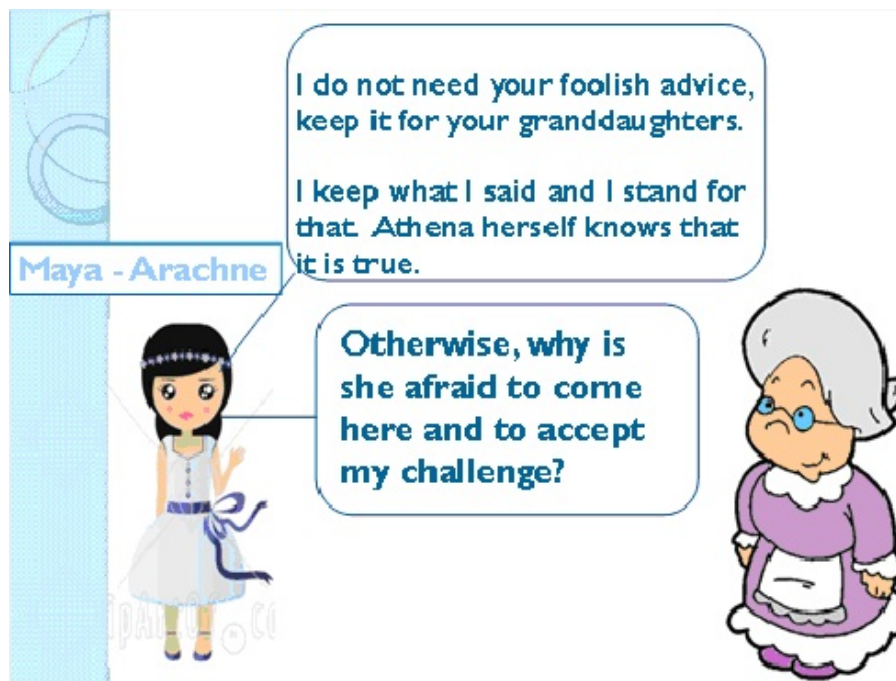 I do not need your foolish advice,
keep it for your granddaughters.
I keep what I said and I stand for
that. Athena herself knows that
it is true.
Maya - Arachne
Otherwise, why is
she afraid to come
here and to accept
my challenge?